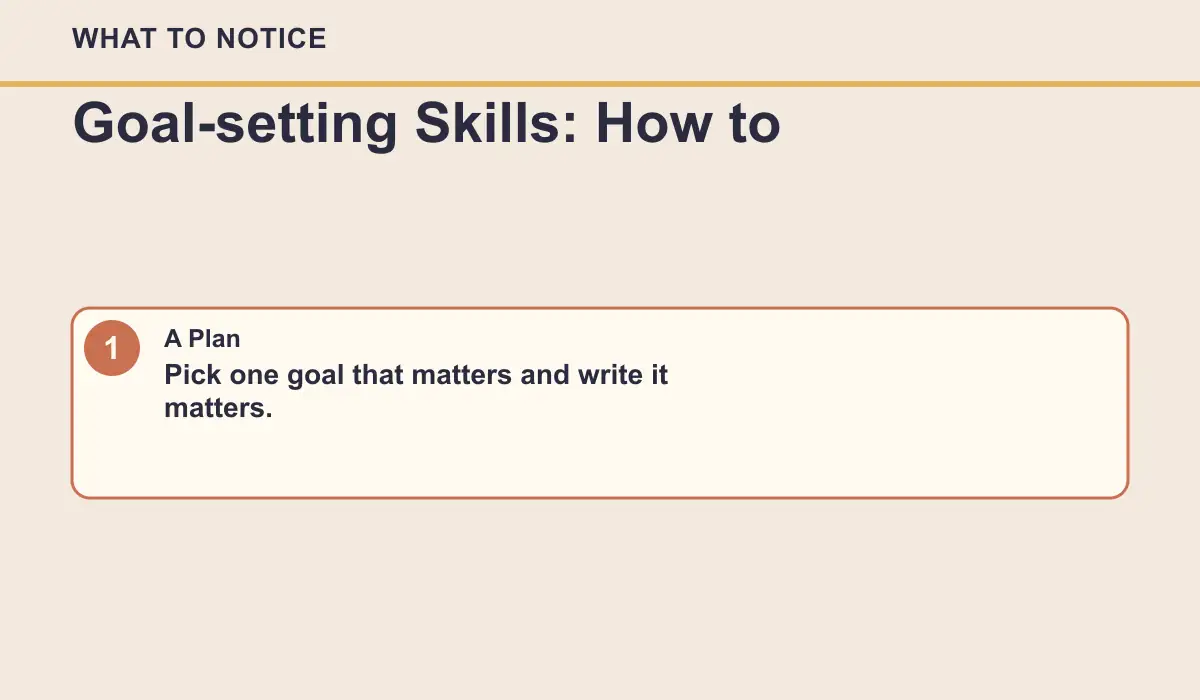 WHAT TO NOTICE
Goal-setting Skills: How to
1
A Plan
Pick one goal that matters and write it
matters.